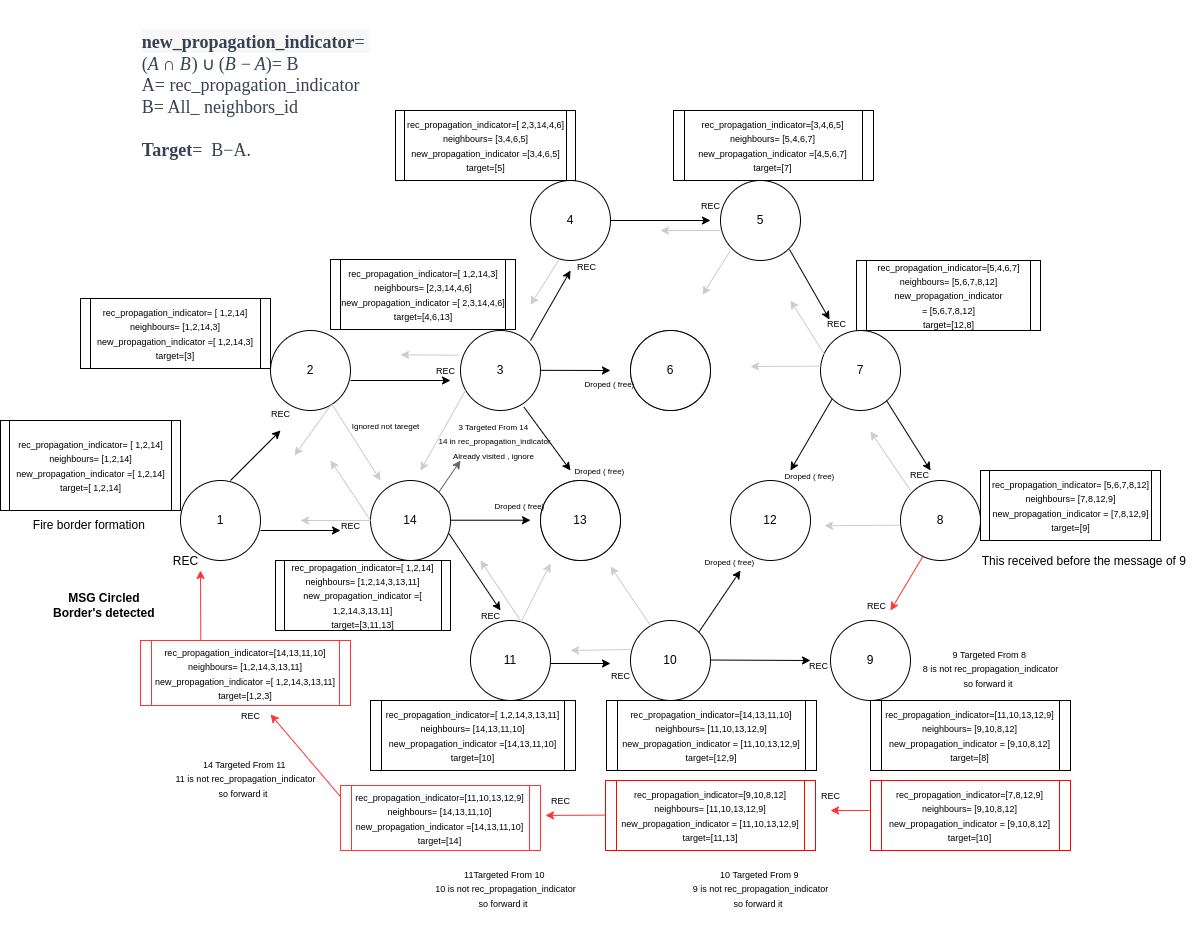 new_propagation_indicator=
(A ∩ B) ∪ (B − A)= B
A= rec_propagation_indicator
B= All_ neighbors_id
Target= B−A.
rec_propagation_indicator=[ 2,3,14,4,6]
neighbours= [3,4,6,5]
new_propagation_indicator =[3,4,6,5]
target=[5]
rec_propagation_indicator=[3,4,6,5]
neighbours= [5,4,6,7]
new_propagation_indicator =[4,5,6,7]
target=[7]
4
REC
5
REC
rec_propagation_indicator=[ 1,2,14,3]
neighbours= [2,3,14,4,6]
new_propagation_indicator =[ 2,3,14,4,6]
target=[4,6,13]
rec_propagation_indicator=[5,4,6,7]
neighbours= [5,6,7,8,12]
new_propagation_indicator
= [5,6,7,8,12]
target=[12,8]
rec_propagation_indicator= [ 1,2,14]
neighbours= [1,2,14,3]
new_propagation_indicator =[ 1,2,14,3]
target=[3]
REC
2
REC
3
Droped ( free)
6
7
REC
Ignored not tareget
3 Targeted From 14
14 in rec_propagation_indicator
Already visited , ignore
rec_propagation_indicator= [ 1,2,14]
neighbours= [1,2,14]
new_propagation_indicator =[ 1,2,14]
target=[ 1,2,14]
Fire border formation
Droped ( free)
Droped ( free)
REC
rec_propagation_indicator= [5,6,7,8,12]
neighbours= [7,8,12,9]
new_propagation_indicator = [7,8,12,9]
target=[9]
1
REC
14
Droped ( free)
13
12
8
This received before the message of 9
REC
rec_propagation_indicator= [ 1,2,14]
neighbours= [1,2,14,3,13,11]
new_propagation_indicator =[
1,2,14,3,13,11]
target=[3,11,13]
Droped ( free)
MSG Circled
Border's detected
REC
REC
rec_propagation_indicator=[14,13,11,10]
neighbours= [1,2,14,3,13,11]
new_propagation_indicator =[ 1,2,14,3,13,11]
target=[1,2,3]
11
REC
10
REC
9
9 Targeted From 8
8 is not rec_propagation_indicator
so forward it
REC
rec_propagation_indicator=[ 1,2,14,3,13,11]
neighbours= [14,13,11,10]
new_propagation_indicator =[14,13,11,10]
target=[10]
rec_propagation_indicator=[14,13,11,10]
neighbours= [11,10,13,12,9]
new_propagation_indicator = [11,10,13,12,9]
target=[12,9]
rec_propagation_indicator=[11,10,13,12,9]
neighbours= [9,10,8,12]
new_propagation_indicator = [9,10,8,12]
target=[8]
14 Targeted From 11
11 is not rec_propagation_indicator
so forward it
rec_propagation_indicator=[11,10,13,12,9]
neighbours= [14,13,11,10]
new_propagation_indicator =[14,13,11,10]
target=[14]
REC
rec_propagation_indicator=[9,10,8,12]
neighbours= [11,10,13,12,9]
new_propagation_indicator = [11,10,13,12,9]
target=[11,13]
REC
rec_propagation_indicator=[7,8,12,9]
neighbours= [9,10,8,12]
new_propagation_indicator = [9,10,8,12]
target=[10]
11Targeted From 10
10 is not rec_propagation_indicator
so forward it
10 Targeted From 9
9 is not rec_propagation_indicator
so forward it